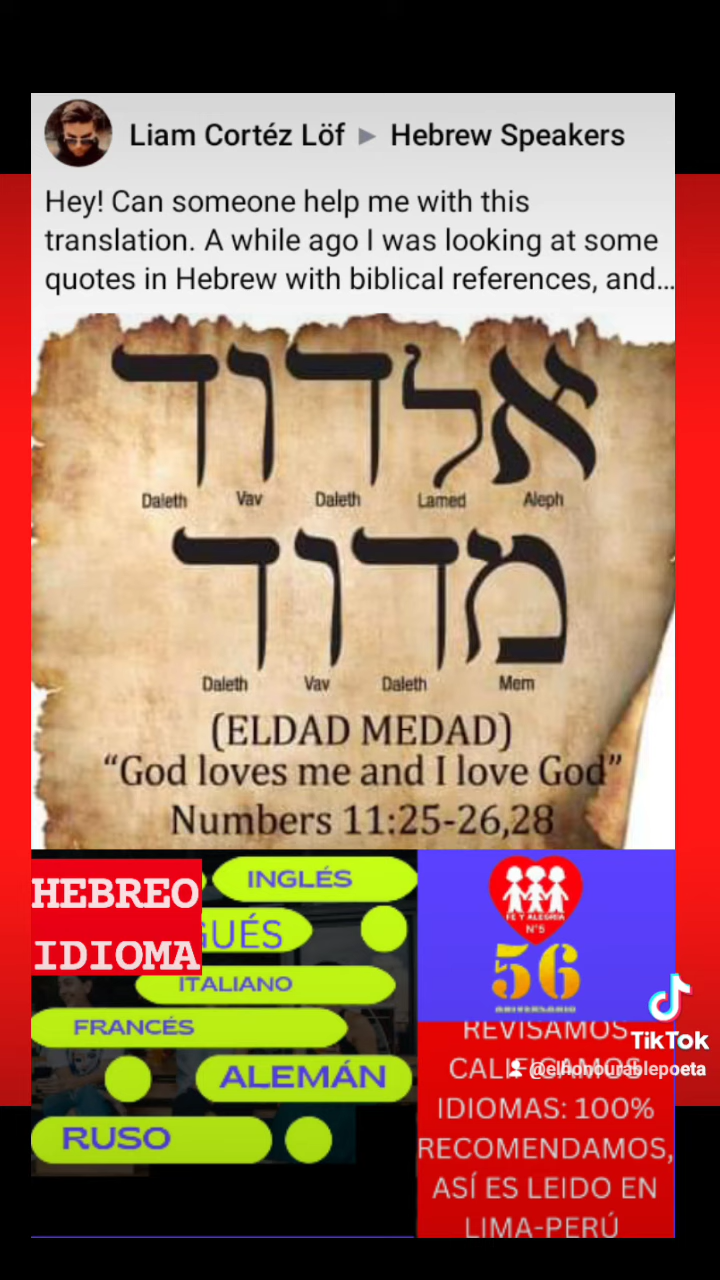 Liam Cortéz Löf ▸ Hebrew Speakers
Hey! Can someone help me with this
translation. A while ago I was looking at some
quotes in Hebrew with biblical references, and...
אלדוד
Daleth Vav Daleth Lamed Aleph
מדוד
Daleth Vav Daleth Mem
(ELDAD MEDAD)
“God loves me and I love God”
Numbers 11:25-26,28
HEBREO
IDIOMA
INGLÉS
GUÉS
ITALIANO
FRANCÉS
ALEMÁN
RUSO
FE Y ALEGRIA
N°5
56
ANIVERSARIO
REVISAMOS
CALIFICAMOS
IDIOMAS: 100%
RECOMENDAMOS,
ASÍ ES LEIDO EN
LIMA-PERÚ
TikTok
@elhonourablepoeta